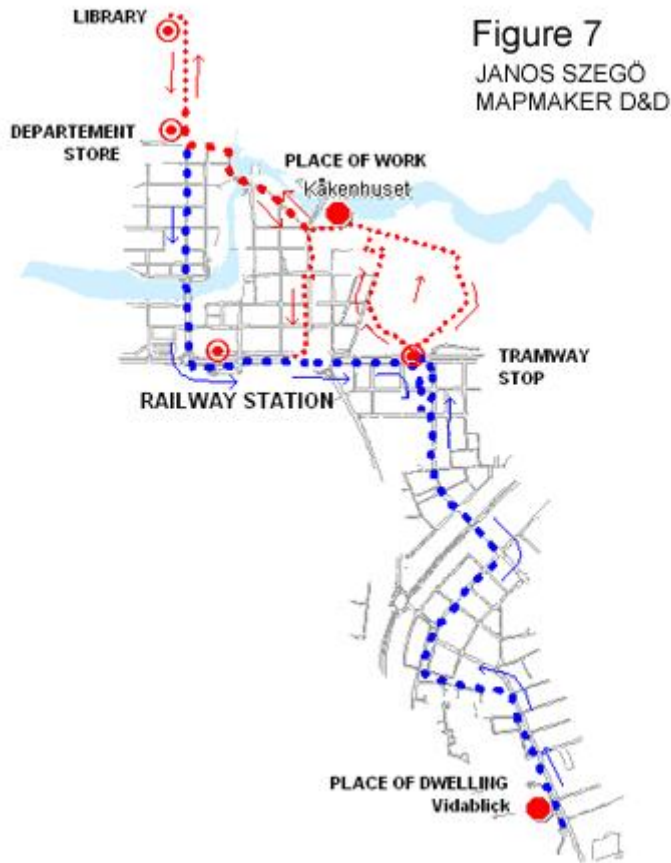 LIBRARY
Figure 7
JANOS SZEGÖ
MAPMAKER D&D
DEPARTEMENT
STORE
PLACE OF WORK
Kåkenhuset
TRAMWAY
STOP
RAILWAY STATION
PLACE OF DWELLING
Vidablick